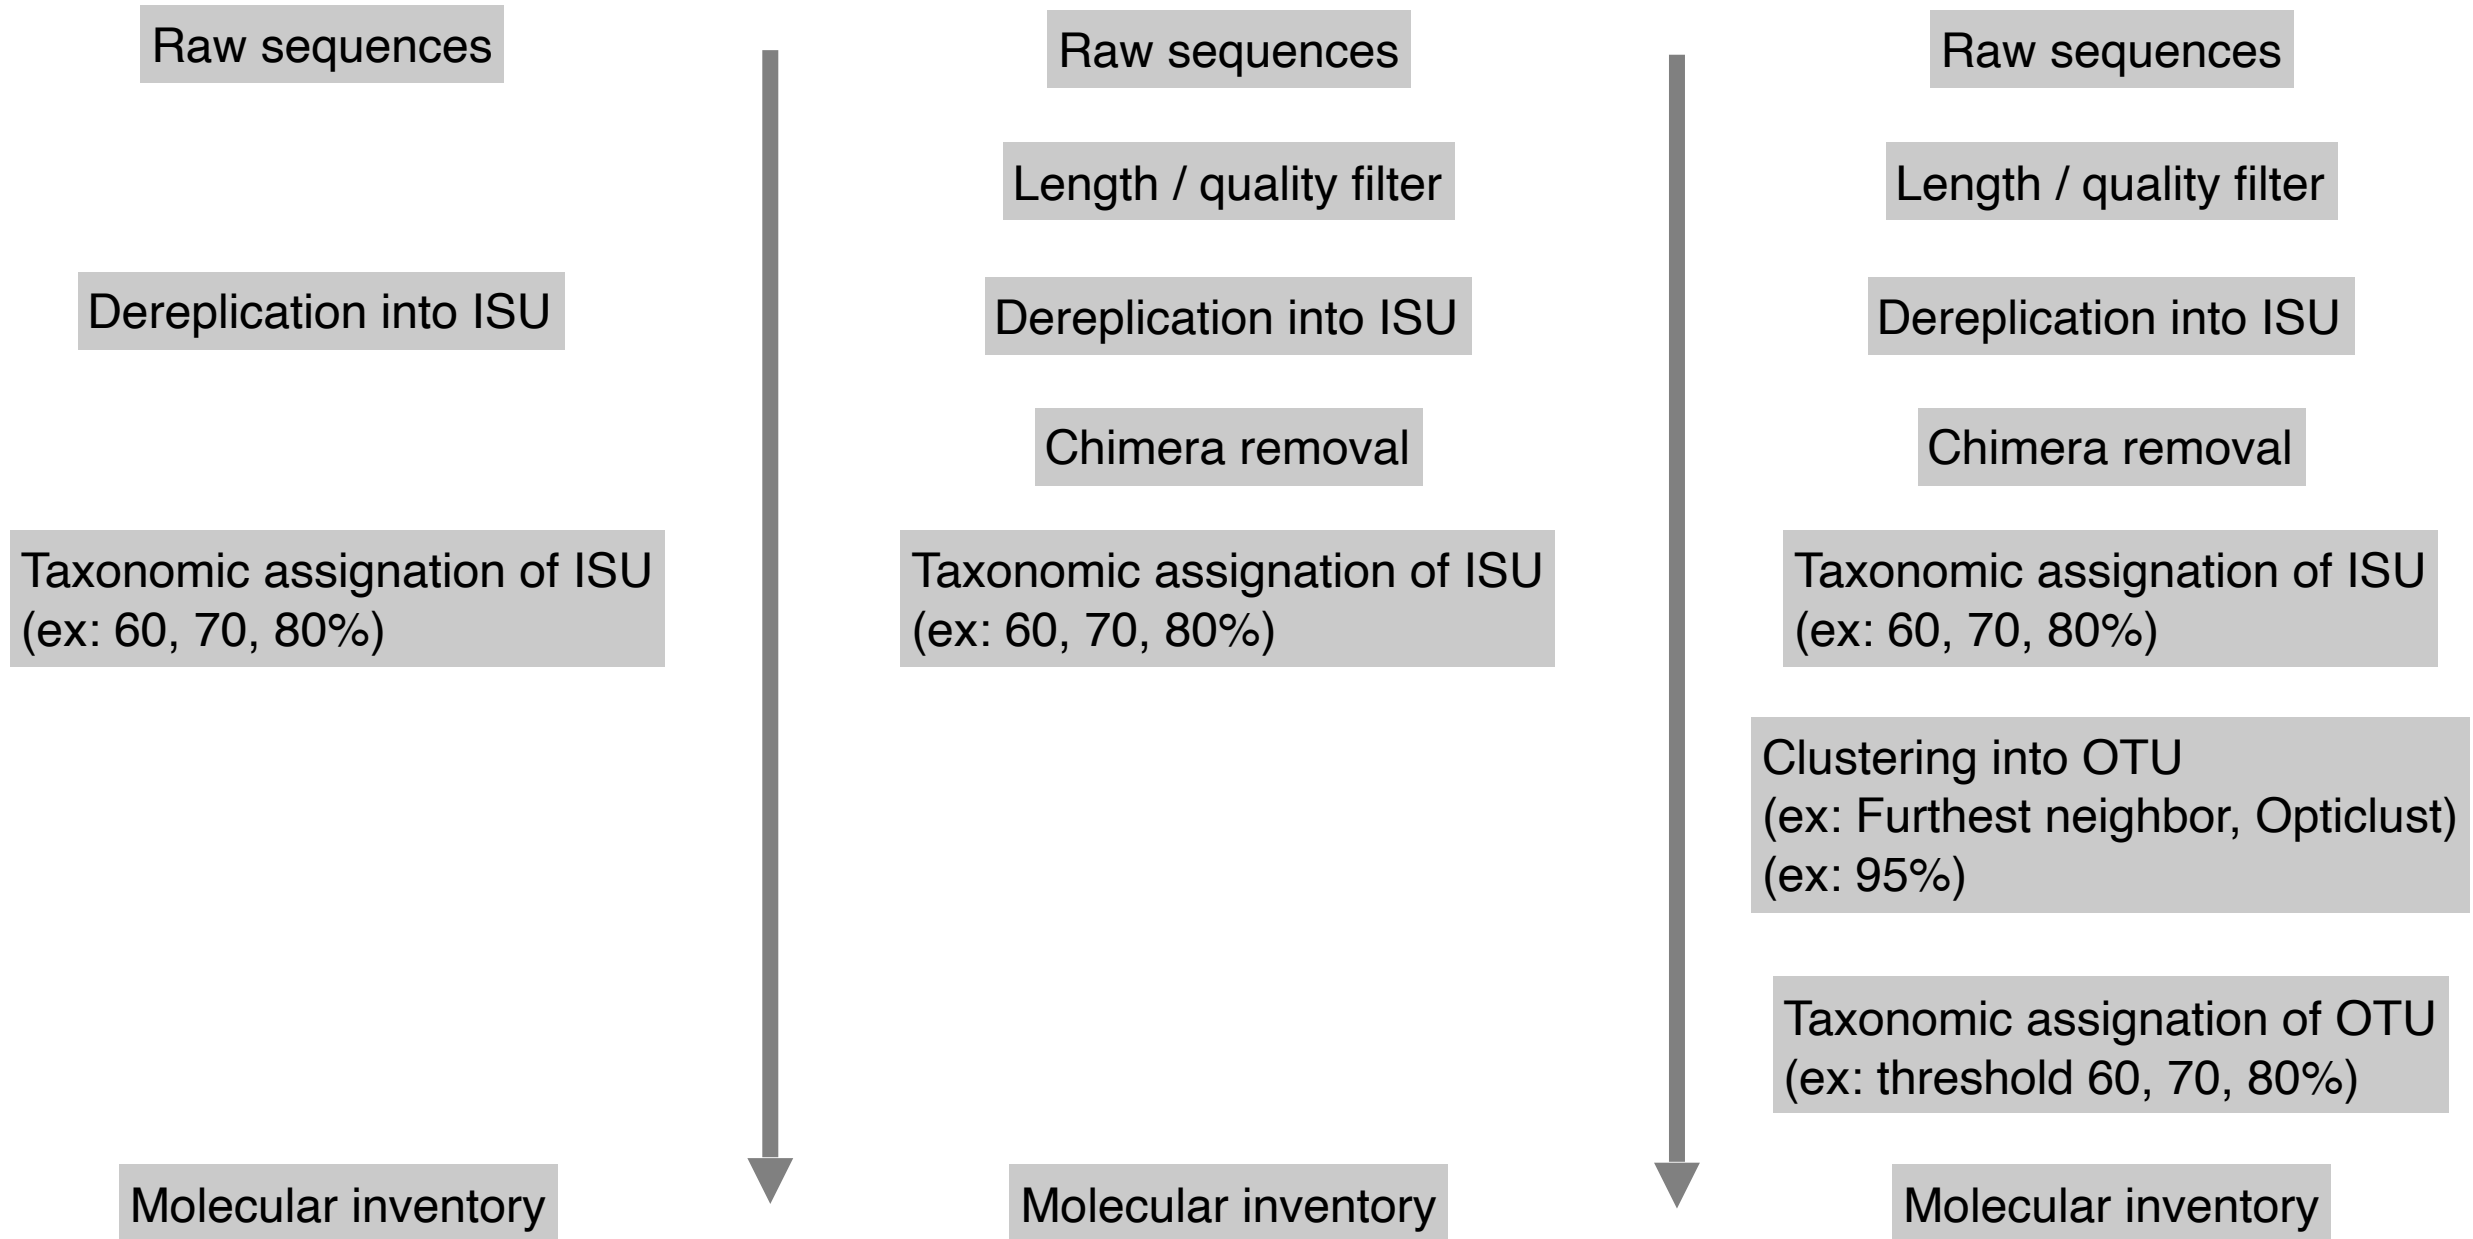 Raw sequences
Dereplication into ISU
Taxonomic assignation of ISU
(ex: 60, 70, 80%)
Molecular inventory
Raw sequences
Length / quality filter
Dereplication into ISU
Chimera removal
Taxonomic assignation of ISU
(ex: 60, 70, 80%)
Molecular inventory
Raw sequences
Length / quality filter
Dereplication into ISU
Chimera removal
Taxonomic assignation of ISU
(ex: 60, 70, 80%)
Clustering into OTU
(ex: Furthest neighbor, Opticlust)
(ex: 95%)
Taxonomic assignation of OTU
(ex: threshold 60, 70, 80%)
Molecular inventory